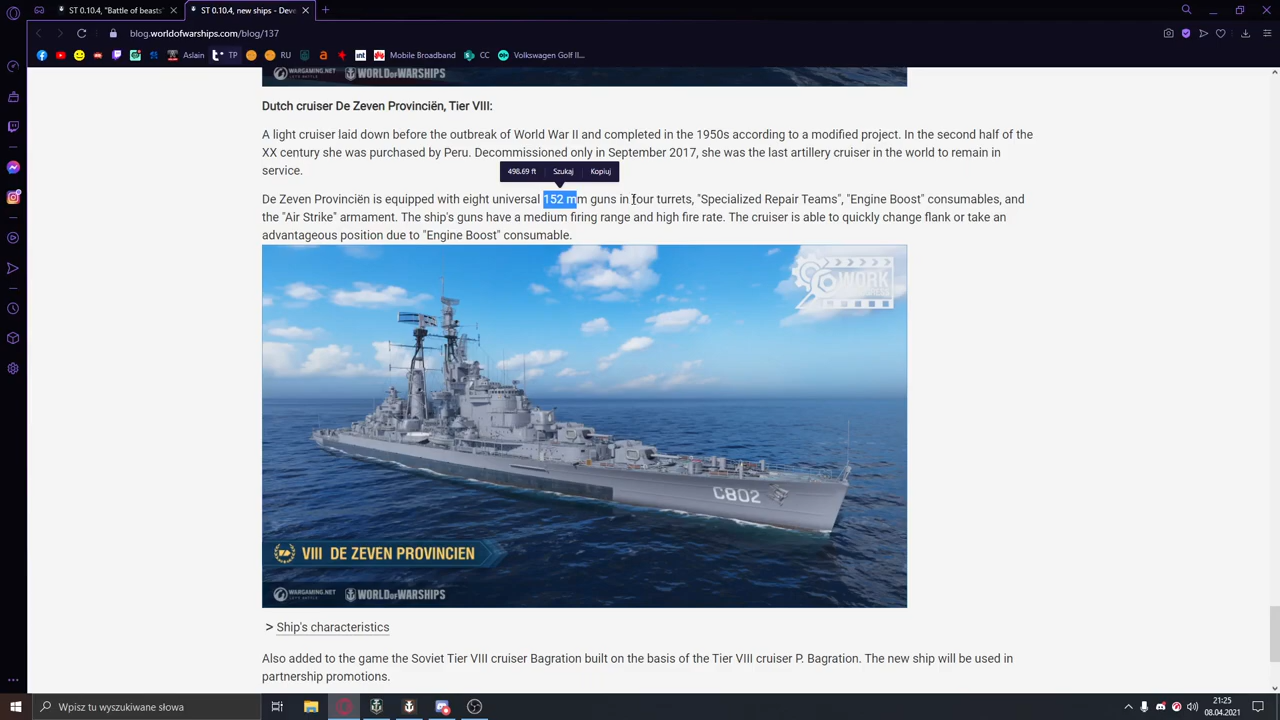 ST 0.10.4, "Battle of beasts"
ST 0.10.4, new ships - Deve
blog.worldofwarships.com/blog/137
Aslain
TP
RU
Mobile Broadband
CC
Volkswagen Golf II...
WARGAMING.NET
LET'S BATTLE
WORLD OF WARSHIPS
Dutch cruiser De Zeven Provinciën, Tier VIII:
A light cruiser laid down before the outbreak of World War II and completed in the 1950s according to a modified project. In the second half of the
XX century she was purchased by Peru. Decommissioned only in September 2017, she was the last artillery cruiser in the world to remain in
service.
498.69 ft
Szukaj
Kopiuj
De Zeven Provinciën is equipped with eight universal 152 mm guns in four turrets, "Specialized Repair Teams", "Engine Boost" consumables, and
the "Air Strike" armament. The ship's guns have a medium firing range and high fire rate. The cruiser is able to quickly change flank or take an
advantageous position due to "Engine Boost" consumable.
WORK
C802
VIII DE ZEVEN PROVINCIEN
WARGAMING.NET
LET'S BATTLE
WORLD OF WARSHIPS
> Ship's characteristics
Also added to the game the Soviet Tier VIII cruiser Bagration built on the basis of the Tier VIII cruiser P. Bagration. The new ship will be used in
partnership promotions.
Wpisz tu wyszukiwane słowa
21:25
08.04.2021